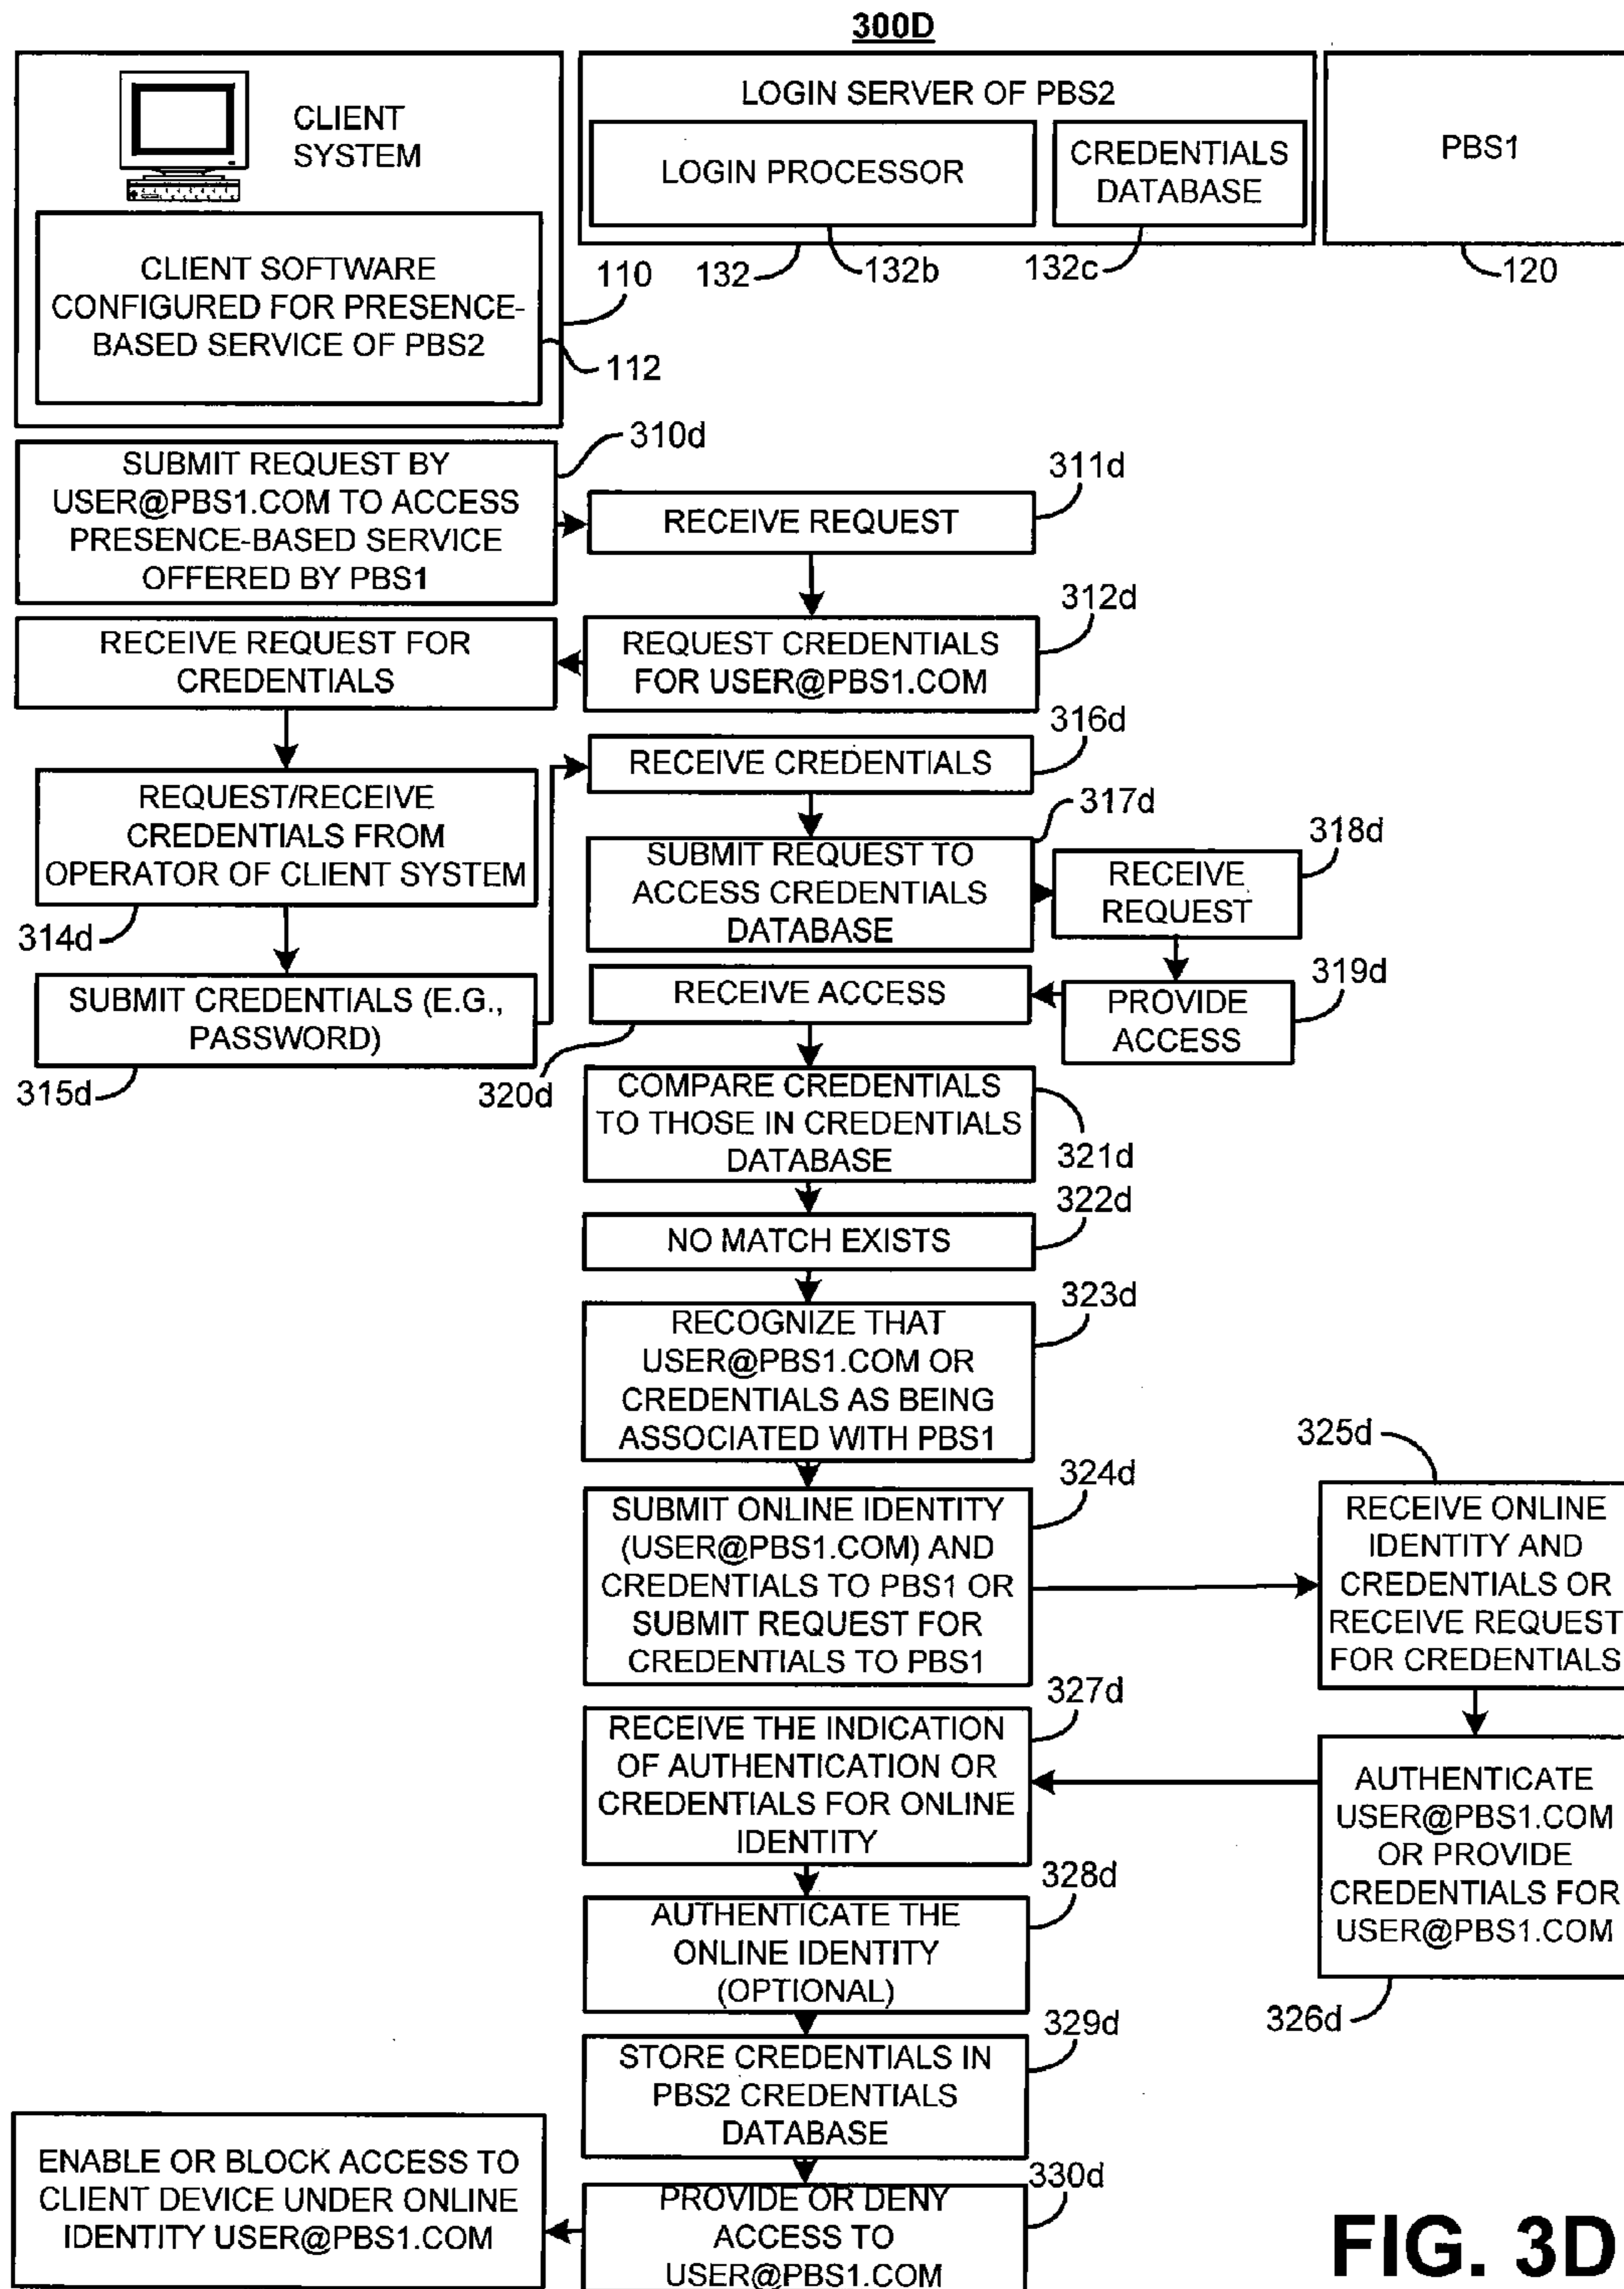 300D
CLIENT
SYSTEM
CLIENT SOFTWARE
CONFIGURED FOR PRESENCE-
BASED SERVICE OF PBS2
110
112
LOGIN SERVER OF PBS2
LOGIN PROCESSOR
CREDENTIALS
DATABASE
132
132b
132c
PBS1
120
310d
SUBMIT REQUEST BY
USER@PBS1.COM TO ACCESS
PRESENCE-BASED SERVICE
OFFERED BY PBS1
311d
RECEIVE REQUEST
312d
REQUEST CREDENTIALS
FOR USER@PBS1.COM
RECEIVE REQUEST FOR
CREDENTIALS
REQUEST/RECEIVE
CREDENTIALS FROM
OPERATOR OF CLIENT SYSTEM
314d
SUBMIT CREDENTIALS (E.G.,
PASSWORD)
315d
316d
RECEIVE CREDENTIALS
317d
SUBMIT REQUEST TO
ACCESS CREDENTIALS
DATABASE
318d
RECEIVE
REQUEST
319d
PROVIDE
ACCESS
RECEIVE ACCESS
320d
COMPARE CREDENTIALS
TO THOSE IN CREDENTIALS
DATABASE
321d
322d
NO MATCH EXISTS
323d
RECOGNIZE THAT
USER@PBS1.COM OR
CREDENTIALS AS BEING
ASSOCIATED WITH PBS1
324d
SUBMIT ONLINE IDENTITY
(USER@PBS1.COM) AND
CREDENTIALS TO PBS1 OR
SUBMIT REQUEST FOR
CREDENTIALS TO PBS1
325d
RECEIVE ONLINE
IDENTITY AND
CREDENTIALS OR
RECEIVE REQUEST
FOR CREDENTIALS
AUTHENTICATE
USER@PBS1.COM
OR PROVIDE
CREDENTIALS FOR
USER@PBS1.COM
326d
327d
RECEIVE THE INDICATION
OF AUTHENTICATION OR
CREDENTIALS FOR ONLINE
IDENTITY
328d
AUTHENTICATE THE
ONLINE IDENTITY
(OPTIONAL)
329d
STORE CREDENTIALS IN
PBS2 CREDENTIALS
DATABASE
330d
PROVIDE OR DENY
ACCESS TO
USER@PBS1.COM
ENABLE OR BLOCK ACCESS TO
CLIENT DEVICE UNDER ONLINE
IDENTITY USER@PBS1.COM
FIG. 3D